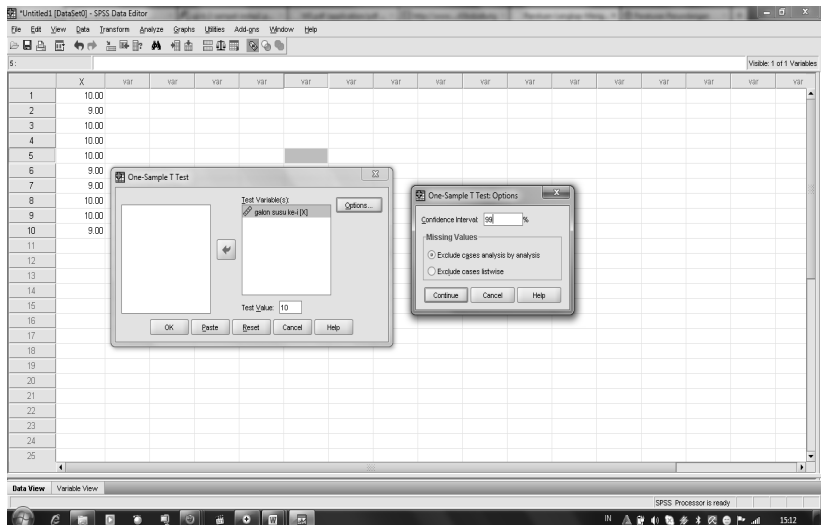 *Untitled1 [DataSet0] - SPSS Data Editor
File Edit View Data Transform Analyze Graphs Utilities Add-ons Window Help
5 :
Visible: 1 of 1 Variables
X var var var var var var var var var var var var var var var
1 10.00
2 9.00
3 10.00
4 10.00
5 10.00
6 9.00
7 9.00
8 10.00
9 10.00
10 9.00
11
12
13
14
15
16
17
18
19
20
21
22
23
24
25
One-Sample T Test
Test Variable(s):
galon susu ke-i [X]
Options...
Test Value: 10
OK Paste Reset Cancel Help
One-Sample T Test: Options
Confidence Interval: 99 %
Missing Values
Exclude cases analysis by analysis
Exclude cases listwise
Continue Cancel Help
Data View Variable View
SPSS Processor is ready
IN 15:12